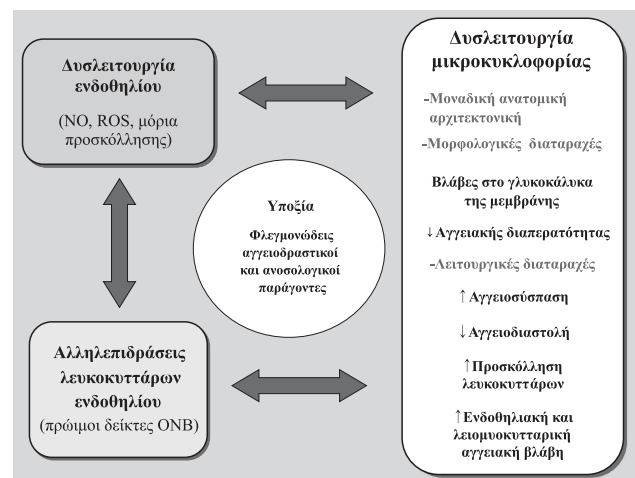 Δυσλειτουργία
ενδοθηλίου
(NO, ROS, μόρια
προσκόλλησης)
Αλληλεπιδράσεις
λευκοκυττάρων
ενδοθηλίου
(πρώιμοι δείκτες ΟΝΒ)
Υποξία
Φλεγμονώδεις
αγγειοδραστικοί
και ανοσολογικοί
παράγοντες
Δυσλειτουργία
μικροκυκλοφορίας
-Μοναδική ανατομική
αρχιτεκτονική
-Μορφολογικές διαταραχές
Βλάβες στο γλυκοκάλυκα
της μεμβράνης
↓Αγγειακής διαπερατότητας
-Λειτουργικές διαταραχές
↑Αγγειοσύσπαση
↓Αγγειοδιαστολή
↑Προσκόλληση
λευκοκυττάρων
↑Ενδοθηλιακή και
λειομυοκυτταρική
αγγειακή βλάβη